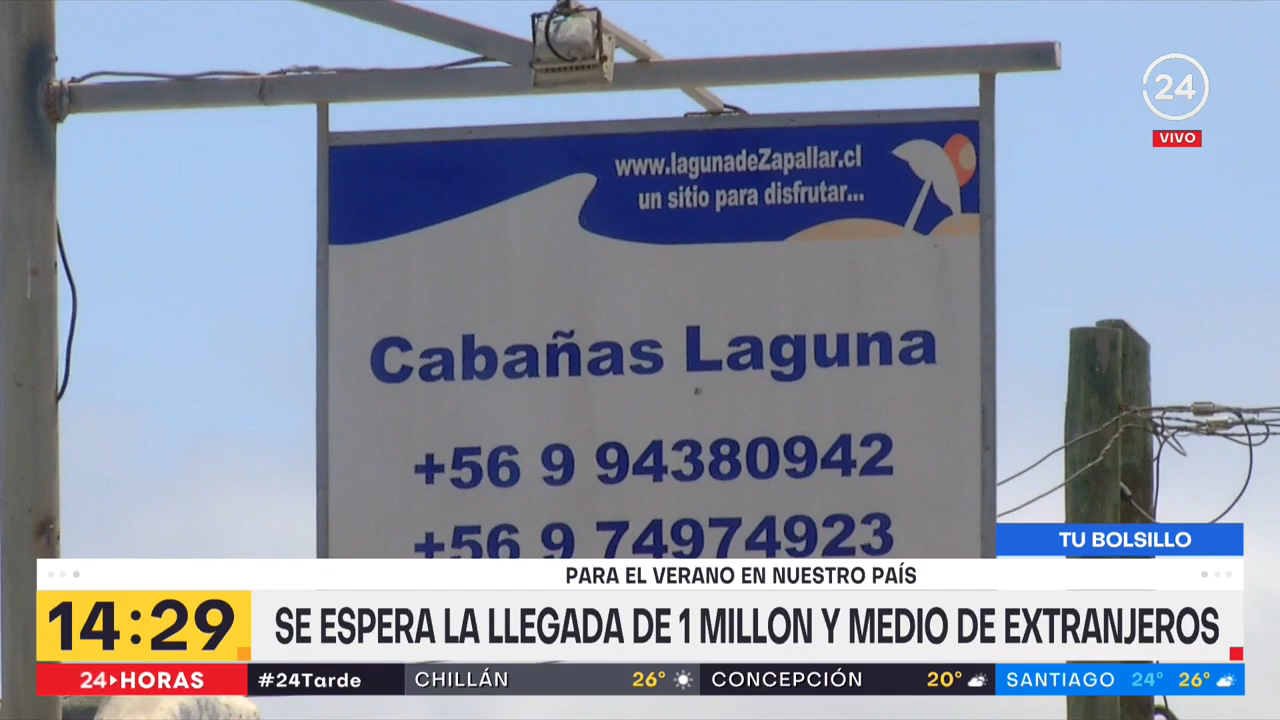 24
VIVO
www.lagunadeZapallar.cl
un sitio para disfrutar...
Cabañas Laguna
+56 9 94380942
+56 9 74974923
TU BOLSILLO
PARA EL VERANO EN NUESTRO PAÍS
14:29
SE ESPERA LA LLEGADA DE 1 MILLON Y MEDIO DE EXTRANJEROS
24 HORAS
#24Tarde
CHILLÁN 26°
CONCEPCIÓN 20°
SANTIAGO 24° 26°